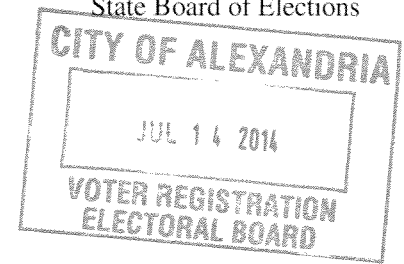 State Board of Elections
CITY OF ALEXANDRIA
JUL 14 2014
VOTER REGISTRATION
ELECTORAL BOARD